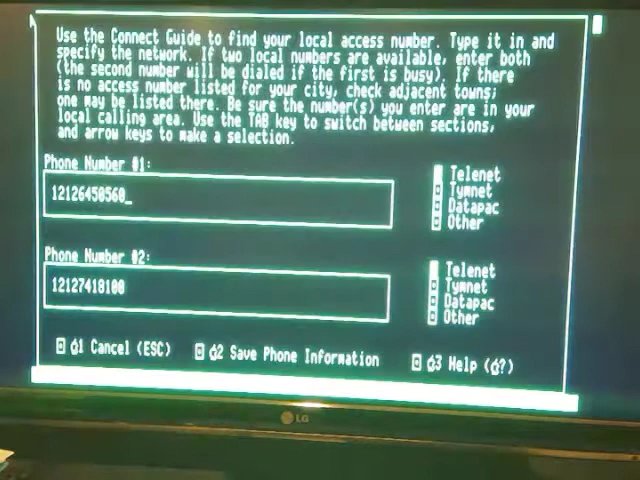 Use the Connect Guide to find your local access number. Type it in and
specify the network. If two local numbers are available, enter both
(the second number will be dialed if the first is busy). If there
is no access number listed for your city, check adjacent towns;
one may be listed there. Be sure the number(s) you enter are in your
local calling area. Use the TAB key to switch between sections,
and arrow keys to make a selection.
Phone Number #1:
12126450560_
Telenet
Tymnet
Datapac
Other
Phone Number #2:
12127418100
Telenet
Tymnet
Datapac
Other
1 Cancel (ESC) 2 Save Phone Information 3 Help (?)
LG